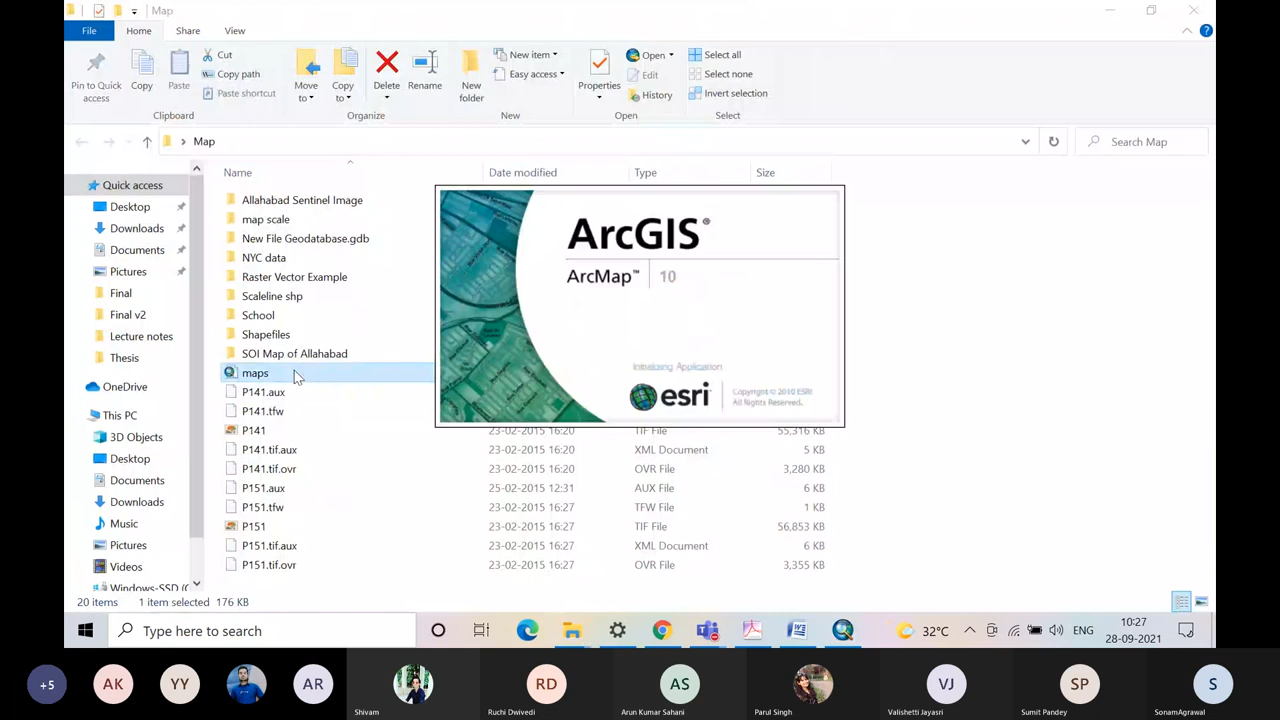 Map
File Home Share View
Pin to Quick access
Copy
Paste
Cut
Copy path
Paste shortcut
Clipboard
Move to
Copy to
Delete
Rename
Organize
New folder
New item
Easy access
New
Properties
Open
Edit
History
Open
Select all
Select none
Invert selection
Select
Map
Search Map
Name Date modified Type Size
Quick access
Desktop
Downloads
Documents
Pictures
Final
Final v2
Lecture notes
Thesis
OneDrive
This PC
3D Objects
Desktop
Documents
Downloads
Music
Pictures
Videos
Windows-SSD (C
Allahabad Sentinel Image
map scale
New File Geodatabase.gdb
NYC data
Raster Vector Example
Scaleline shp
School
Shapefiles
SOI Map of Allahabad
maps
P141.aux
P141.tfw
P141 23-02-2015 16:20 TIF File 55,316 KB
P141.tif.aux 23-02-2015 16:20 XML Document 5 KB
P141.tif.ovr 23-02-2015 16:20 OVR File 3,280 KB
P151.aux 25-02-2015 12:31 AUX File 6 KB
P151.tfw 23-02-2015 16:27 TFW File 1 KB
P151 23-02-2015 16:27 TIF File 56,853 KB
P151.tif.aux 23-02-2015 16:27 XML Document 6 KB
P151.tif.ovr 23-02-2015 16:27 OVR File 3,355 KB
ArcGIS®
ArcMap™ 10
Initializing Application
esri
Copyright © 2010 ESRI
All Rights Reserved.
20 items 1 item selected 176 KB
Type here to search
32°C
ENG
10:27
28-09-2021
+5
AK
YY
AR
Shivam
RD
Ruchi Dwivedi
AS
Arun Kumar Sahani
Parul Singh
VJ
Valishetti Jayasri
SP
Sumit Pandey
S
SonamAgrawal